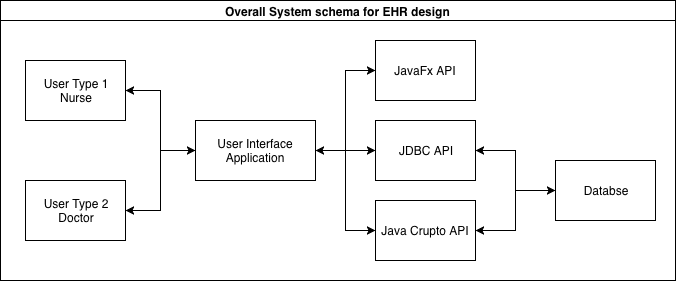 Overall System schema for EHR design
User Type 1
Nurse
User Type 2
Doctor
User Interface
Application
JavaFx API
JDBC API
Java Crupto API
Databse